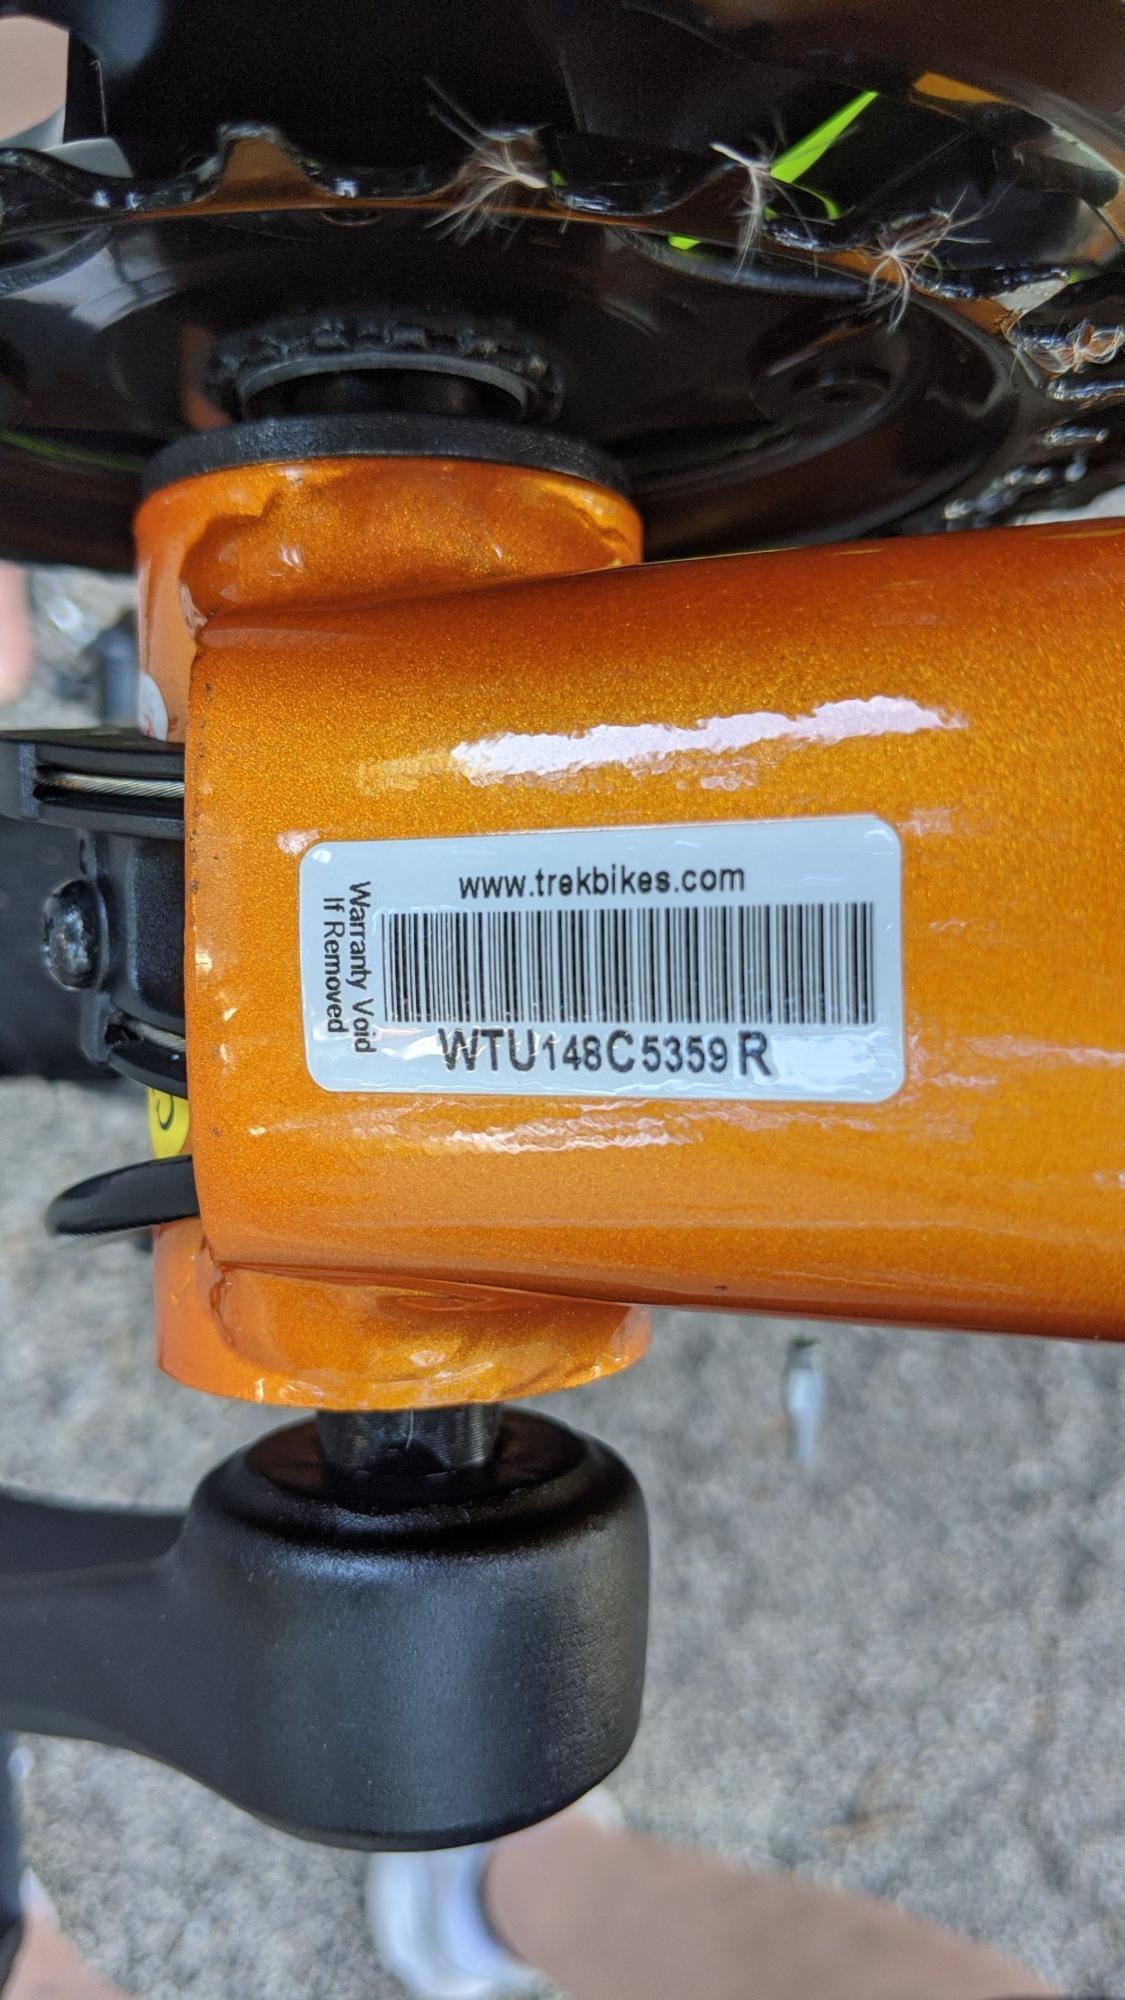 www.trekbikes.com
Warranty Void
If Removed
WTU148C5359R